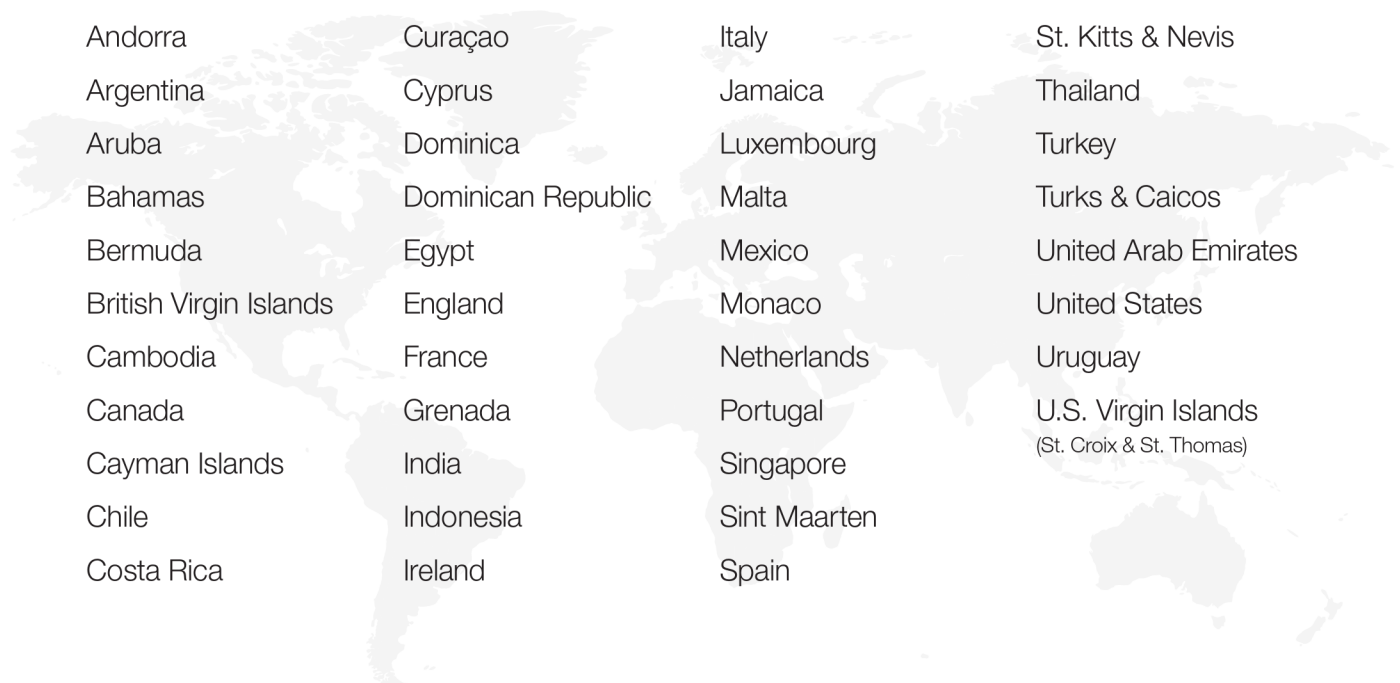 Andorra
Argentina
Aruba
Bahamas
Bermuda
British Virgin Islands
Cambodia
Canada
Cayman Islands
Chile
Costa Rica
Curaçao
Cyprus
Dominica
Dominican Republic
Egypt
England
France
Grenada
India
Indonesia
Ireland
Italy
Jamaica
Luxembourg
Malta
Mexico
Monaco
Netherlands
Portugal
Singapore
Sint Maarten
Spain
St. Kitts & Nevis
Thailand
Turkey
Turks & Caicos
United Arab Emirates
United States
Uruguay
U.S. Virgin Islands
(St. Croix & St. Thomas)